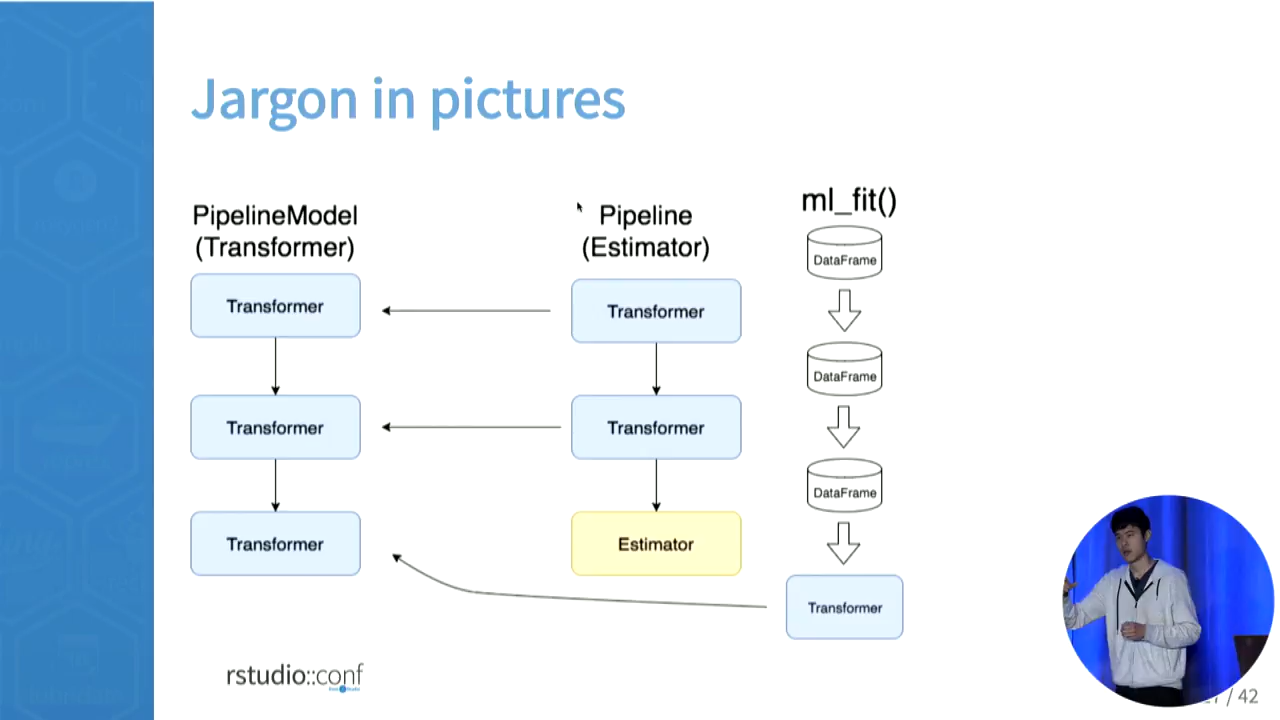 Jargon in pictures
PipelineModel
(Transformer)
Transformer
Transformer
Transformer
Pipeline
(Estimator)
Transformer
Transformer
Estimator
ml_fit()
DataFrame
DataFrame
DataFrame
Transformer
rstudio::conf
/ 42